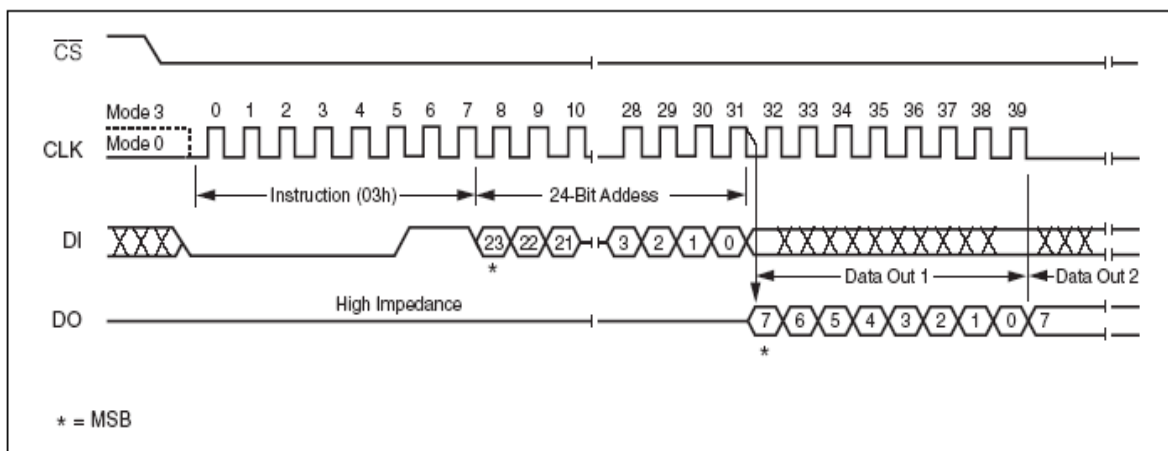 CS
Mode 3 0 1 2 3 4 5 6 7 8 9 10 28 29 30 31 32 33 34 35 36 37 38 39
CLK Mode 0
Instruction (03h) 24-Bit Addess
DI 23 22 21 3 2 1 0
* Data Out 1 Data Out 2
High Impedance
DO 7 6 5 4 3 2 1 0 7
*
* = MSB